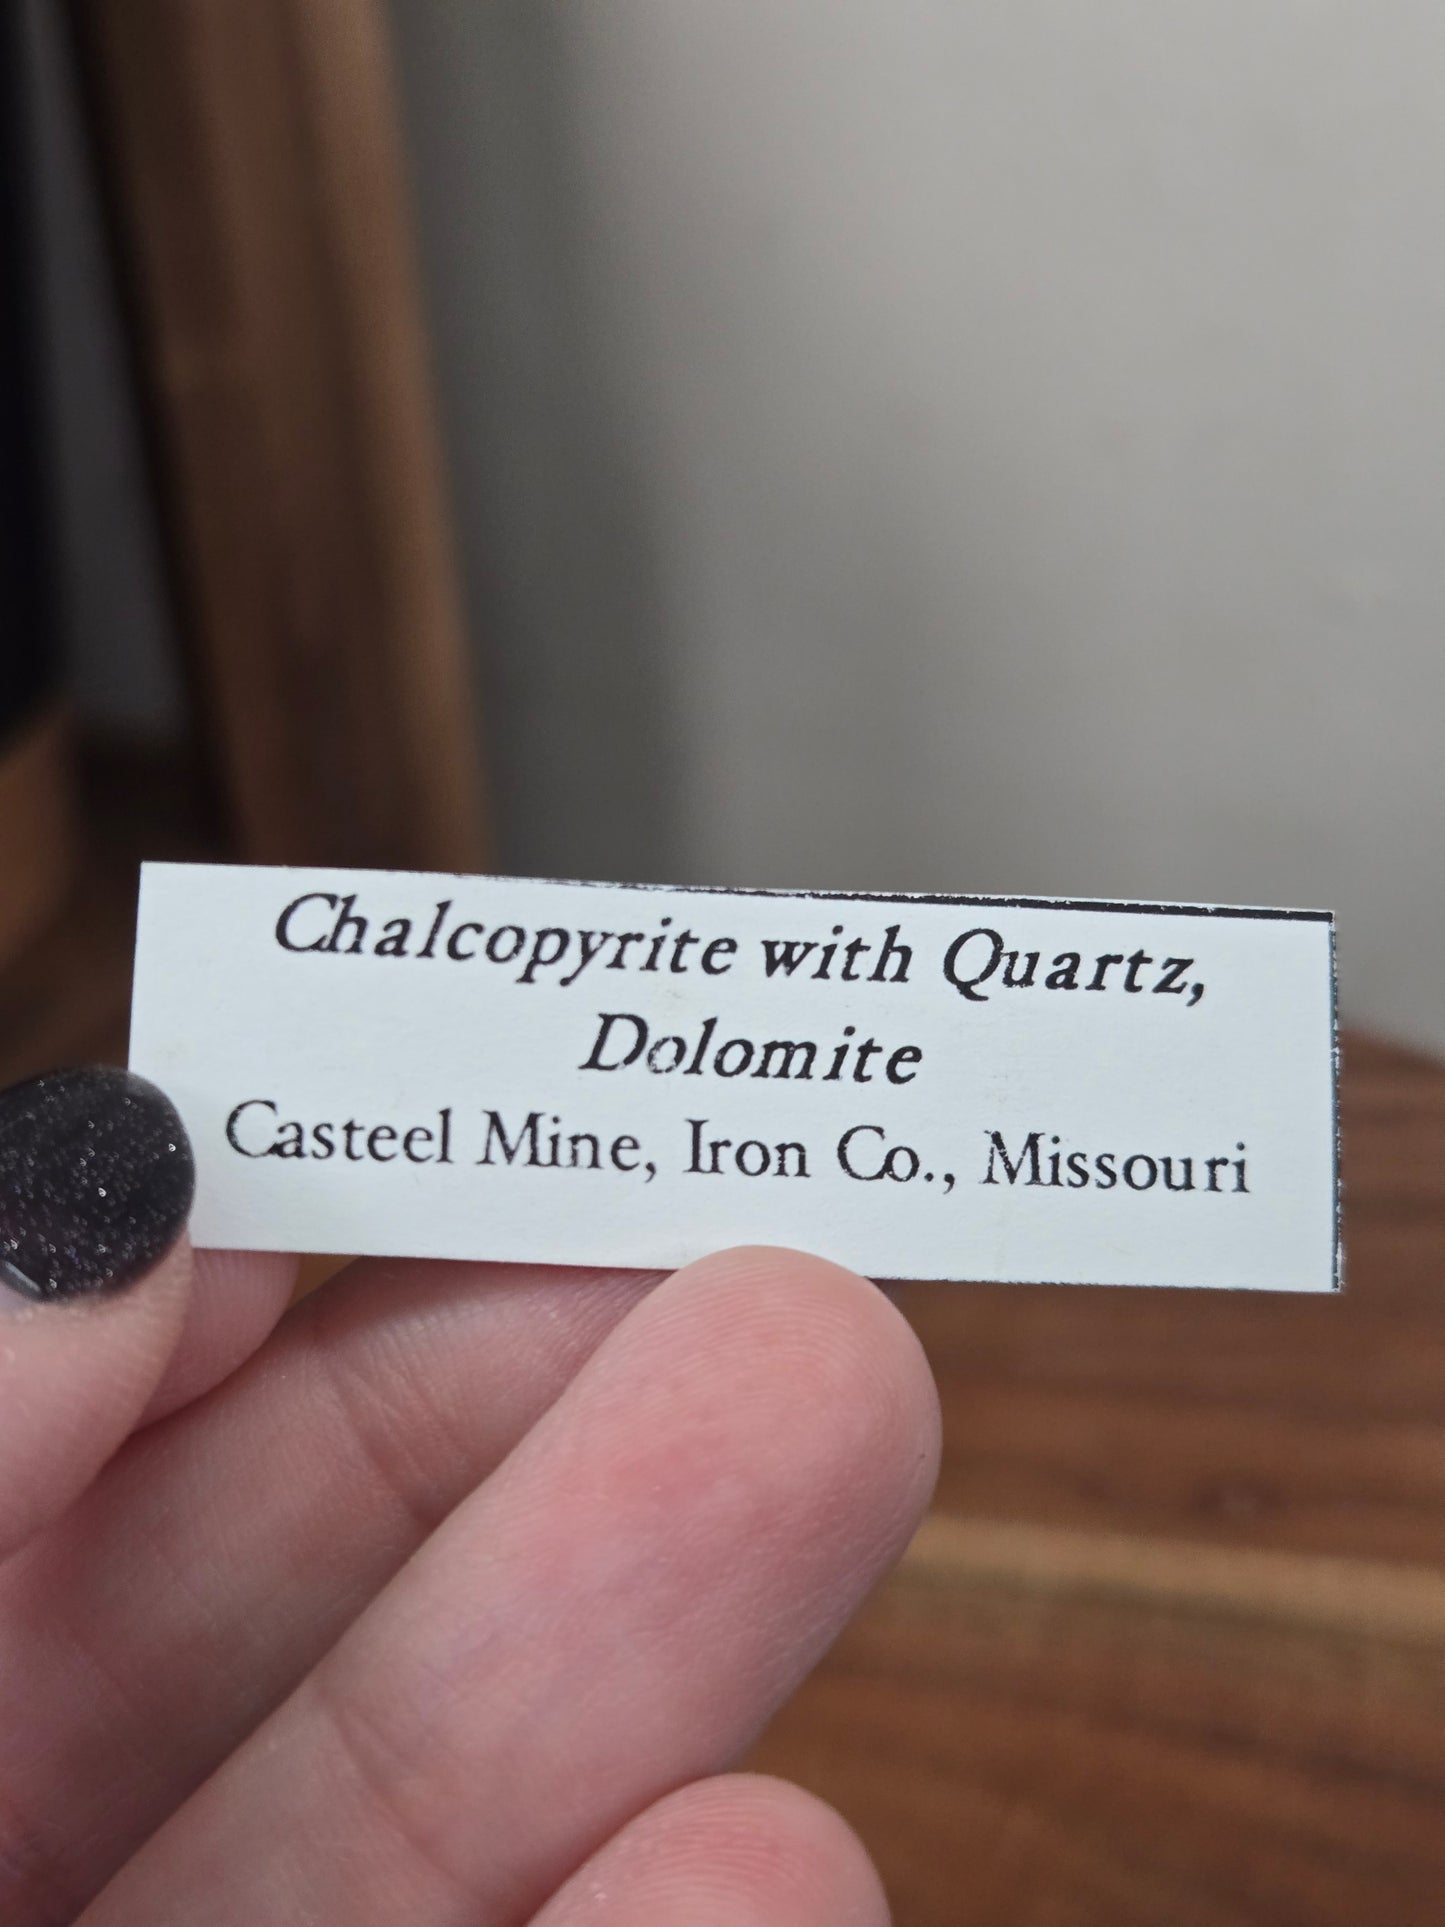 Chalcopyrite with Quartz,
Dolomite
Casteel Mine, Iron Co., Missouri